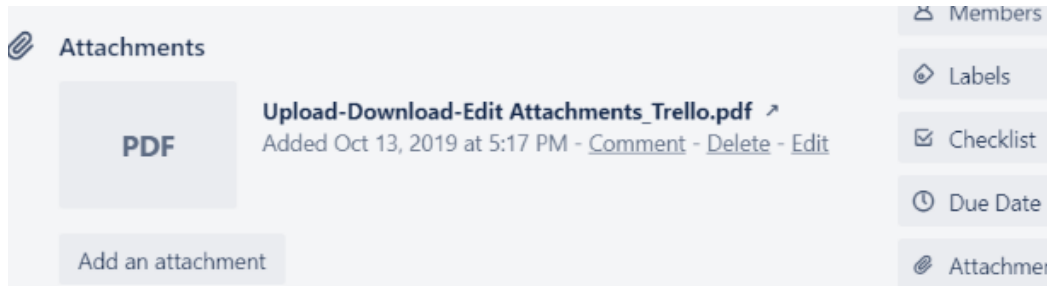 Attachments
PDF
Upload-Download-Edit Attachments_Trello.pdf ↗
Added Oct 13, 2019 at 5:17 PM - Comment - Delete - Edit
Add an attachment
Members
Labels
Checklist
Due Date
Attachmen